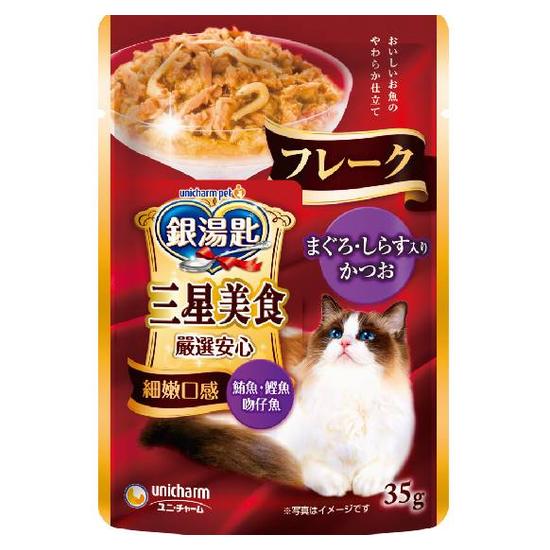 おいしいお魚の
やわらか仕立て
フレーク
unicharm pet
銀湯匙
まぐろ・しらす入り
かつお
三星美食
嚴選安心
細嫩口感
鮪魚・鰹魚
吻仔魚
unicharm
ユニ・チャーム
※写真はイメージです
35g